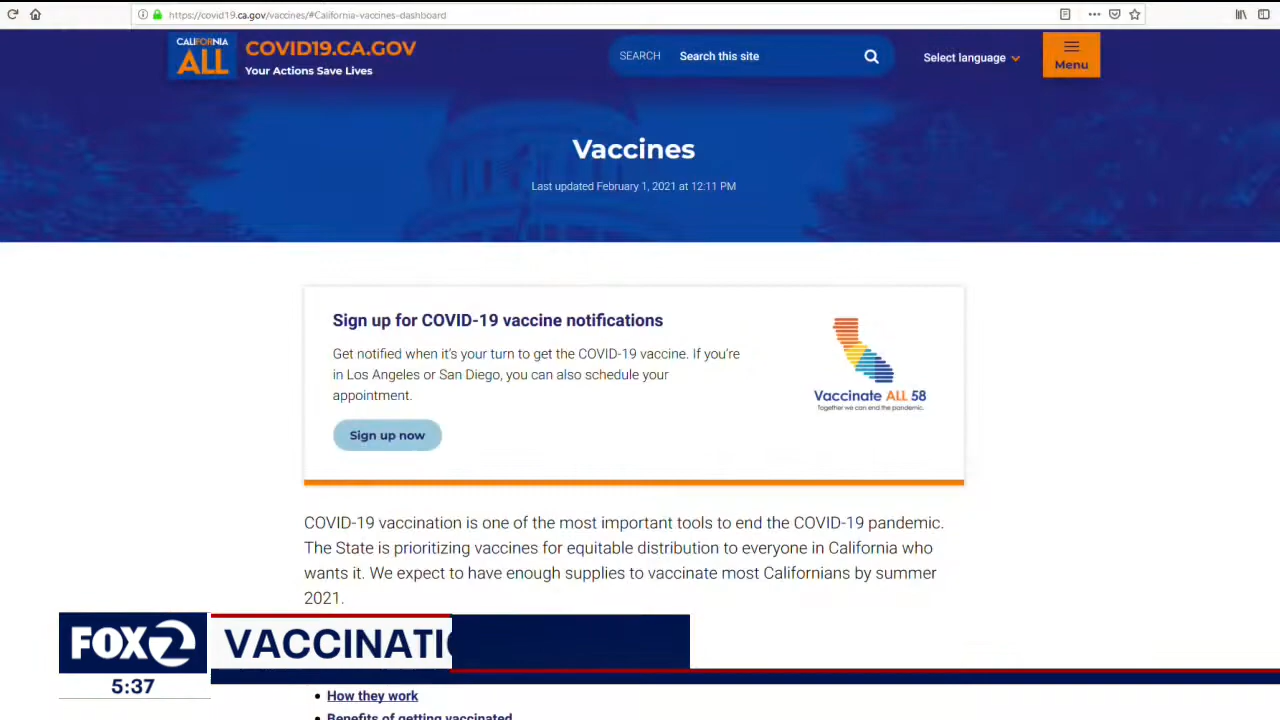 https://covid19.ca.gov/vaccines/#California-vaccines-dashboard
CALIFORNIA
ALL
COVID19.CA.GOV
Your Actions Save Lives
SEARCH
Search this site
Select language
Menu
Vaccines
Last updated February 1, 2021 at 12:11 PM
Sign up for COVID-19 vaccine notifications
Get notified when it's your turn to get the COVID-19 vaccine. If you're
in Los Angeles or San Diego, you can also schedule your
appointment.
Sign up now
Vaccinate ALL 58
Together we can end the pandemic.
COVID-19 vaccination is one of the most important tools to end the COVID-19 pandemic.
The State is prioritizing vaccines for equitable distribution to everyone in California who
wants it. We expect to have enough supplies to vaccinate most Californians by summer
2021.
FOX 2
VACCINATI
5:37
• How they work
• Benefits of getting vaccinated